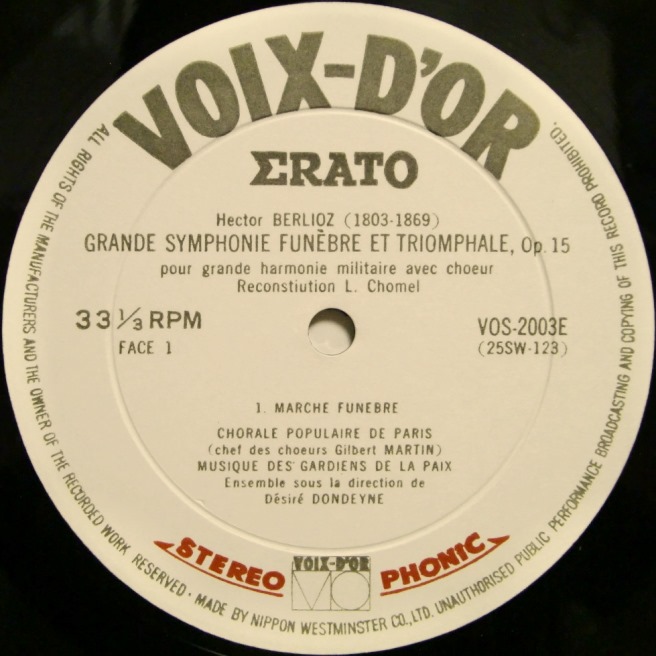 VOIX-D'OR
ΣRATO
Hector BERLIOZ (1803-1869)
GRANDE SYMPHONIE FUNÈBRE ET TRIOMPHALE, Op. 15
pour grande harmonie militaire avec choeur
Reconstiution L. Chomel
33⅓ RPM
FACE 1
VOS-2003E
(25SW-123)
1. MARCHE FUNEBRE
CHORALE POPULAIRE DE PARIS
(chef des choeurs Gilbert MARTIN)
MUSIQUE DES GARDIENS DE LA PAIX
Ensemble sous la direction de
Désiré DONDEYNE
STEREO PHONIC
VOIX-D'OR
ALL RIGHTS OF THE MANUFACTURERS AND THE OWNER OF THE RECORDED WORK RESERVED · MADE BY NIPPON WESTMINSTER CO., LTD. UNAUTHORISED PUBLIC PERFORMANCE BROADCASTING AND COPYING OF THIS RECORD PROHIBITED.